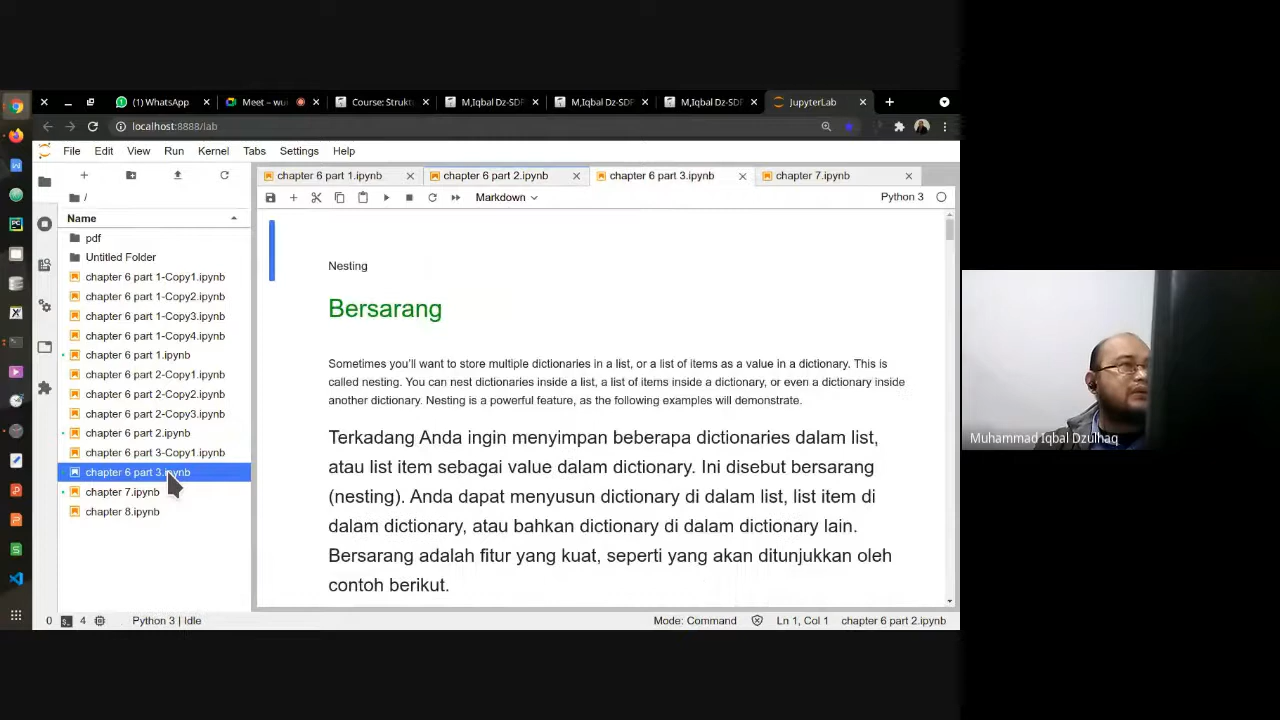 (1) WhatsApp
Meet – wui
Course: Strukt
M,Iqbal Dz-SDF
M,Iqbal Dz-SDF
M,Iqbal Dz-SDF
JupyterLab
localhost:8888/lab
File Edit View Run Kernel Tabs Settings Help
chapter 6 part 1.ipynb
chapter 6 part 2.ipynb
chapter 6 part 3.ipynb
chapter 7.ipynb
Markdown
Python 3
/
Name
pdf
Untitled Folder
chapter 6 part 1-Copy1.ipynb
chapter 6 part 1-Copy2.ipynb
chapter 6 part 1-Copy3.ipynb
chapter 6 part 1-Copy4.ipynb
chapter 6 part 1.ipynb
chapter 6 part 2-Copy1.ipynb
chapter 6 part 2-Copy2.ipynb
chapter 6 part 2-Copy3.ipynb
chapter 6 part 2.ipynb
chapter 6 part 3-Copy1.ipynb
chapter 6 part 3.ipynb
chapter 7.ipynb
chapter 8.ipynb
Nesting
Bersarang
Sometimes you'll want to store multiple dictionaries in a list, or a list of items as a value in a dictionary. This is
called nesting. You can nest dictionaries inside a list, a list of items inside a dictionary, or even a dictionary inside
another dictionary. Nesting is a powerful feature, as the following examples will demonstrate.
Terkadang Anda ingin menyimpan beberapa dictionaries dalam list,
atau list item sebagai value dalam dictionary. Ini disebut bersarang
(nesting). Anda dapat menyusun dictionary di dalam list, list item di
dalam dictionary, atau bahkan dictionary di dalam dictionary lain.
Bersarang adalah fitur yang kuat, seperti yang akan ditunjukkan oleh
contoh berikut.
0
4
Python 3 | Idle
Mode: Command
Ln 1, Col 1
chapter 6 part 2.ipynb
Muhammad Iqbal Dzulhaq